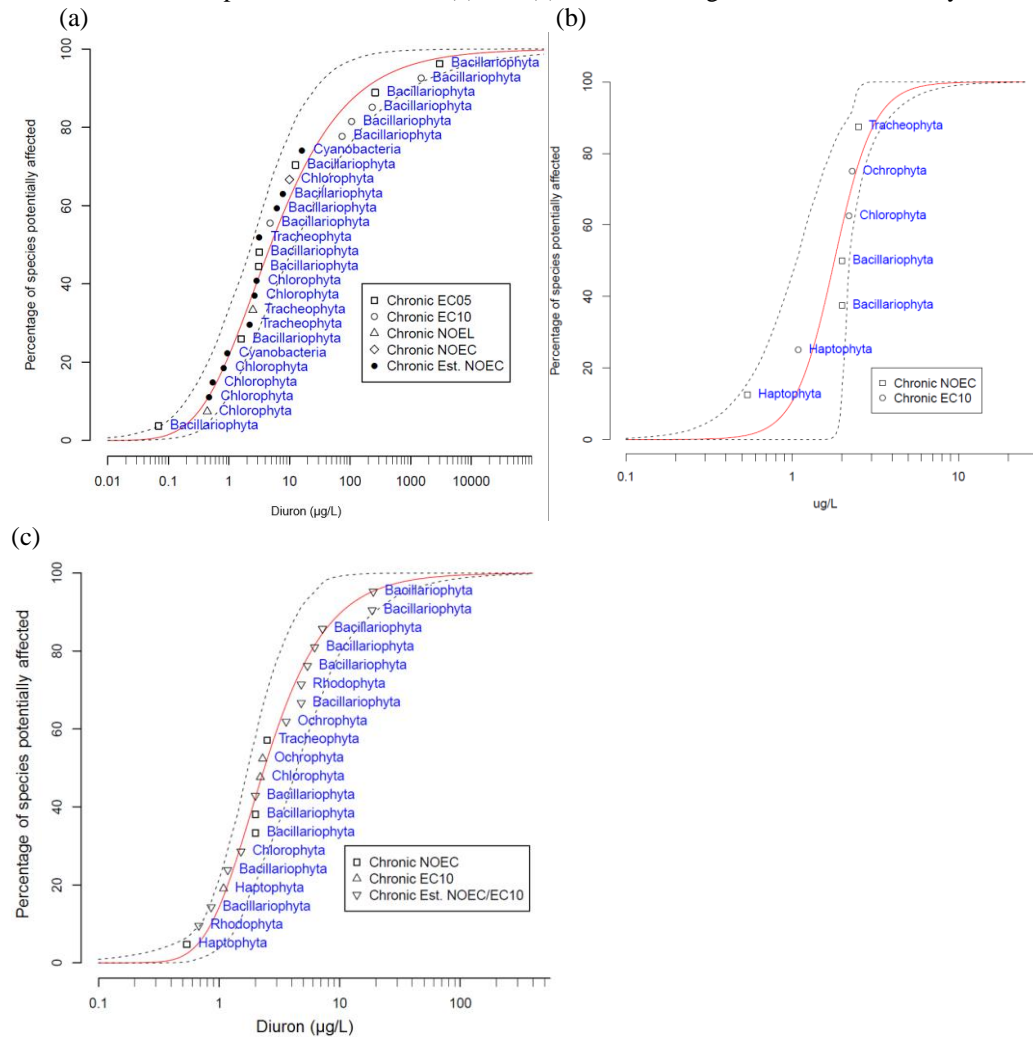 (a)
Percentage of species potentially affected
100
80
60
40
20
0
Bacillariophyta
Bacillariophyta
Bacillariophyta
Bacillariophyta
Bacillariophyta
Bacillariophyta
Cyanobacteria
Bacillariophyta
Chlorophyta
Bacillariophyta
Bacillariophyta
Bacillariophyta
Tracheophyta
Bacillariophyta
Bacillariophyta
Chlorophyta
Chlorophyta
Tracheophyta
Tracheophyta
Bacillariophyta
Cyanobacteria
Chlorophyta
Chlorophyta
Chlorophyta
Chlorophyta
Bacillariophyta
Chronic EC05
Chronic EC10
Chronic NOEL
Chronic NOEC
Chronic Est. NOEC
0.01 0.1 1 10 100 1000 10000
Diuron (µg/L)
(b)
Percentage of species potentially affected
100
80
60
40
20
0
Tracheophyta
Ochrophyta
Chlorophyta
Bacillariophyta
Bacillariophyta
Haptophyta
Haptophyta
Chronic NOEC
Chronic EC10
0.1 1 10
ug/L
(c)
Percentage of species potentially affected
100
80
60
40
20
0
Bacillariophyta
Bacillariophyta
Bacillariophyta
Bacillariophyta
Bacillariophyta
Rhodophyta
Bacillariophyta
Ochrophyta
Tracheophyta
Ochrophyta
Chlorophyta
Bacillariophyta
Bacillariophyta
Bacillariophyta
Chlorophyta
Bacillariophyta
Haptophyta
Bacillariophyta
Rhodophyta
Haptophyta
Chronic NOEC
Chronic EC10
Chronic Est. NOEC/EC10
0.1 1 10 100
Diuron (µg/L)